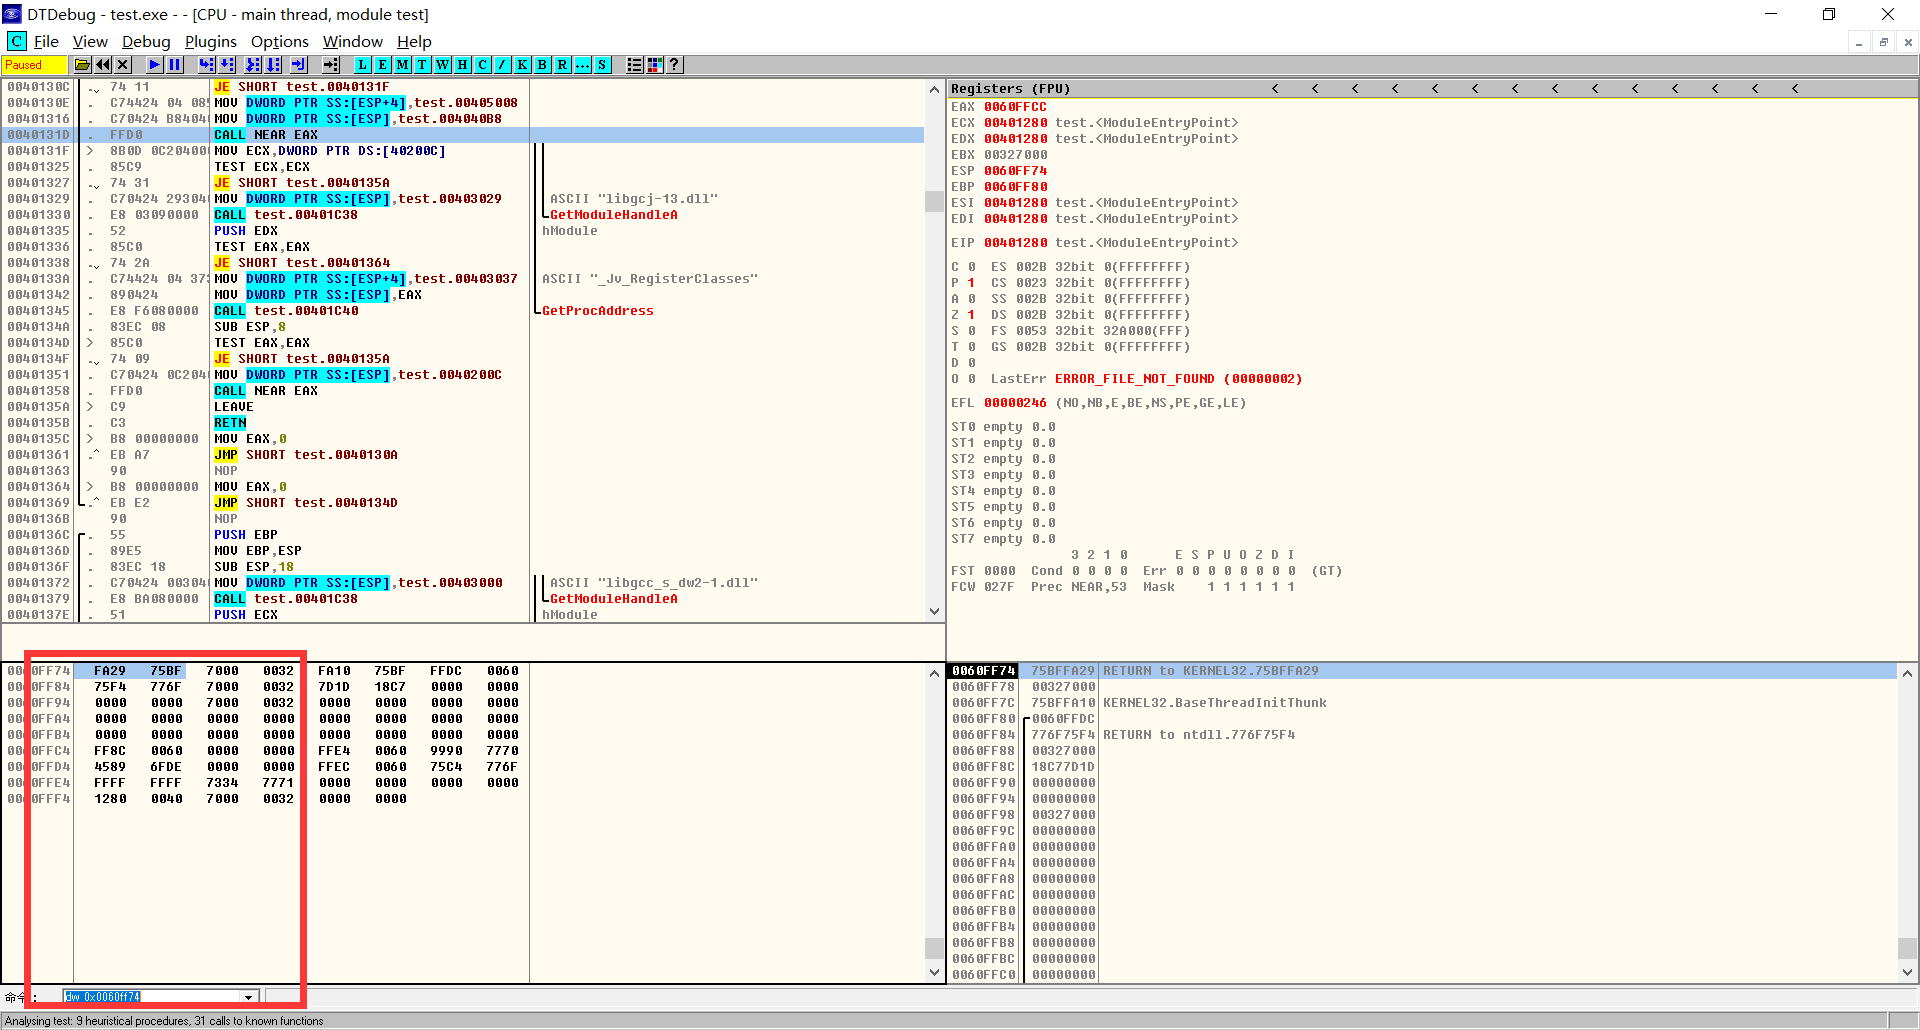 DTDebug - test.exe - - [CPU - main thread, module test]
C File View Debug Plugins Options Window Help
Paused L E M T W H C / K B R ... S ?
0040130C .v 74 11 JE SHORT test.0040131F
0040130E . C74424 04 085 MOV DWORD PTR SS:[ESP+4],test.00405008
00401316 . C70424 B8404 MOV DWORD PTR SS:[ESP],test.004040B8
0040131D . FFD0 CALL NEAR EAX
0040131F > 8B0D 0C204000 MOV ECX,DWORD PTR DS:[40200C]
00401325 . 85C9 TEST ECX,ECX
00401327 .v 74 31 JE SHORT test.0040135A
00401329 . C70424 293040 MOV DWORD PTR SS:[ESP],test.00403029 ASCII "libgcj-13.dll"
00401330 . E8 03090000 CALL test.00401C38 GetModuleHandleA
00401335 . 52 PUSH EDX hModule
00401336 . 85C0 TEST EAX,EAX
00401338 .v 74 2A JE SHORT test.00401364
0040133A . C74424 04 373 MOV DWORD PTR SS:[ESP+4],test.00403037 ASCII "_Jv_RegisterClasses"
00401342 . 890424 MOV DWORD PTR SS:[ESP],EAX
00401345 . E8 F6080000 CALL test.00401C40 GetProcAddress
0040134A . 83EC 08 SUB ESP,8
0040134D > 85C0 TEST EAX,EAX
0040134F .v 74 09 JE SHORT test.0040135A
00401351 . C70424 0C2040 MOV DWORD PTR SS:[ESP],test.0040200C
00401358 . FFD0 CALL NEAR EAX
0040135A > C9 LEAVE
0040135B . C3 RETN
0040135C > B8 00000000 MOV EAX,0
00401361 .^ EB A7 JMP SHORT test.0040130A
00401363 90 NOP
00401364 > B8 00000000 MOV EAX,0
00401369 .^ EB E2 JMP SHORT test.0040134D
0040136B 90 NOP
0040136C . 55 PUSH EBP
0040136D . 89E5 MOV EBP,ESP
0040136F . 83EC 18 SUB ESP,18
00401372 . C70424 003040 MOV DWORD PTR SS:[ESP],test.00403000 ASCII "libgcc_s_dw2-1.dll"
00401379 . E8 BA080000 CALL test.00401C38 GetModuleHandleA
0040137E . 51 PUSH ECX hModule
Registers (FPU) < < < < < < < < < < < < < <
EAX 0060FFCC
ECX 00401280 test.<ModuleEntryPoint>
EDX 00401280 test.<ModuleEntryPoint>
EBX 00327000
ESP 0060FF74
EBP 0060FF80
ESI 00401280 test.<ModuleEntryPoint>
EDI 00401280 test.<ModuleEntryPoint>
EIP 00401280 test.<ModuleEntryPoint>
C 0 ES 002B 32bit 0(FFFFFFFF)
P 1 CS 0023 32bit 0(FFFFFFFF)
A 0 SS 002B 32bit 0(FFFFFFFF)
Z 1 DS 002B 32bit 0(FFFFFFFF)
S 0 FS 0053 32bit 32A000(FFF)
T 0 GS 002B 32bit 0(FFFFFFFF)
D 0
O 0 LastErr ERROR_FILE_NOT_FOUND (00000002)
EFL 00000246 (NO,NB,E,BE,NS,PE,GE,LE)
ST0 empty 0.0
ST1 empty 0.0
ST2 empty 0.0
ST3 empty 0.0
ST4 empty 0.0
ST5 empty 0.0
ST6 empty 0.0
ST7 empty 0.0
3 2 1 0 E S P U O Z D I
FST 0000 Cond 0 0 0 0 Err 0 0 0 0 0 0 0 0 (GT)
FCW 027F Prec NEAR,53 Mask 1 1 1 1 1 1
0060FF74 FA29 75BF 7000 0032 FA10 75BF FFDC 0060
0060FF84 75F4 776F 7000 0032 7D1D 18C7 0000 0000
0060FF94 0000 0000 7000 0032 0000 0000 0000 0000
0060FFA4 0000 0000 0000 0000 0000 0000 0000 0000
0060FFB4 0000 0000 0000 0000 0000 0000 0000 0000
0060FFC4 FF8C 0060 0000 0000 FFE4 0060 9990 7770
0060FFD4 4589 6FDE 0000 0000 FFEC 0060 75C4 776F
0060FFE4 FFFF FFFF 7334 7771 0000 0000 0000 0000
0060FFF4 1280 0040 7000 0032 0000 0000
0060FF74 75BFFA29 RETURN to KERNEL32.75BFFA29
0060FF78 00327000
0060FF7C 75BFFA10 KERNEL32.BaseThreadInitThunk
0060FF80 0060FFDC
0060FF84 776F75F4 RETURN to ntdll.776F75F4
0060FF88 00327000
0060FF8C 18C77D1D
0060FF90 00000000
0060FF94 00000000
0060FF98 00327000
0060FF9C 00000000
0060FFA0 00000000
0060FFA4 00000000
0060FFA8 00000000
0060FFAC 00000000
0060FFB0 00000000
0060FFB4 00000000
0060FFB8 00000000
0060FFBC 00000000
0060FFC0 00000000
命令: dw 0x0060ff74
Analysing test: 9 heuristical procedures, 31 calls to known functions